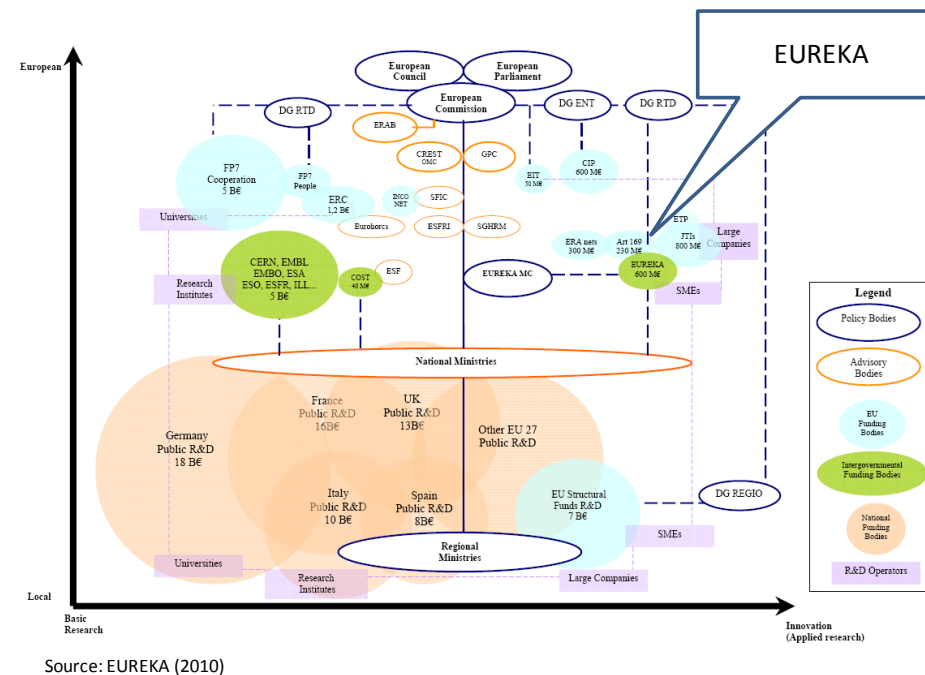 EUREKA
European
European
Council
European
Parliament
European
Commission
DG RTD
DG ENT
DG RTD
ERAB
CREST
OMC
GPC
FP7
Cooperation
5 B€
FP7
People
EIT
50 M€
CIP
600 M€
ERC
1,2 B€
INCO
NET
SFIC
Universities
Eurohorcs
ESFRI
SGHRM
ETP
JTIs
800 M€
Large
Companies
ERA nets
300 M€
Art 169
230 M€
CERN, EMBL
EMBO, ESA
ESO, ESFR, ILL...
5 B€
Research
Institutes
COST
40 M€
ESF
EUREKA MC
EUREKA
600 M€
SMEs
Legend
Policy Bodies
Advisory
Bodies
EU
Funding
Bodies
Intergovernmental
Funding Bodies
National
Funding
Bodies
R&D Operators
National Ministries
France
Public R&D
16B€
UK
Public R&D
13B€
Germany
Public R&D
18 B€
Other EU 27
Public R&D
Italy
Public R&D
10 B€
Spain
Public R&D
8B€
EU Structural
Funds R&D
7 B€
DG REGIO
SMEs
Regional
Ministries
Universities
Research
Institutes
Large Companies
Local
Basic
Research
Innovation
(Applied research)
Source: EUREKA (2010)